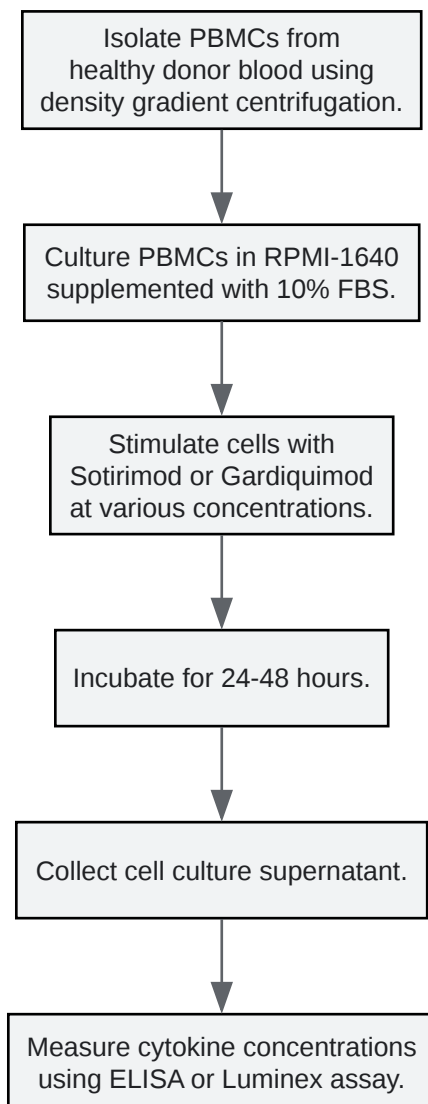 Isolate PBMCs from
healthy donor blood using
density gradient centrifugation.
Culture PBMCs in RPMI-1640
supplemented with 10% FBS.
Stimulate cells with
Sotirimod or Gardiquimod
at various concentrations.
Incubate for 24-48 hours.
Collect cell culture supernatant.
Measure cytokine concentrations
using ELISA or Luminex assay.